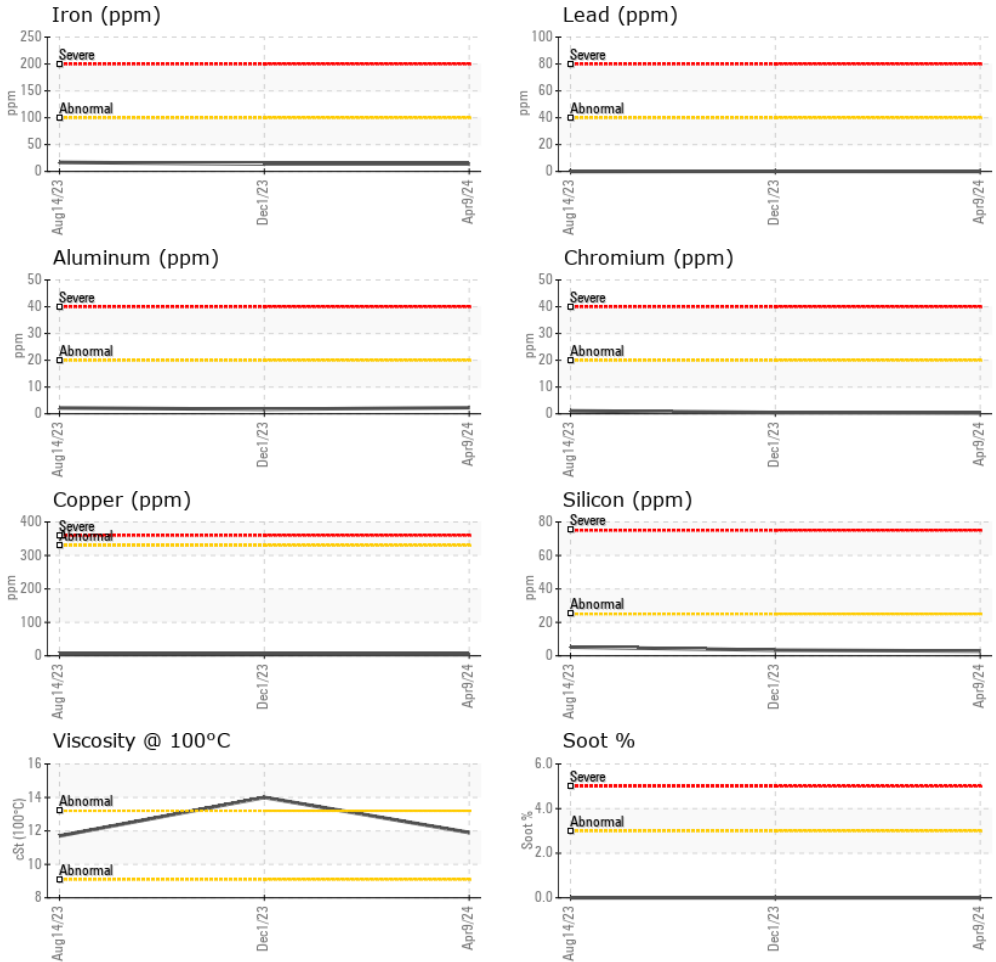 Iron (ppm)
250
200
150
100
50
0
ppm
Severe
Abnormal
Aug14/23
Dec1/23
Apr9/24
Lead (ppm)
100
80
60
40
20
0
ppm
Severe
Abnormal
Aug14/23
Dec1/23
Apr9/24
Aluminum (ppm)
50
40
30
20
10
0
ppm
Severe
Abnormal
Aug14/23
Dec1/23
Apr9/24
Chromium (ppm)
50
40
30
20
10
0
ppm
Severe
Abnormal
Aug14/23
Dec1/23
Apr9/24
Copper (ppm)
400
300
200
100
0
ppm
Severe
Abnormal
Aug14/23
Dec1/23
Apr9/24
Silicon (ppm)
80
60
40
20
0
ppm
Severe
Abnormal
Aug14/23
Dec1/23
Apr9/24
Viscosity @ 100°C
16
14
12
10
8
cSt (100°C)
Abnormal
Abnormal
Aug14/23
Dec1/23
Apr9/24
Soot %
6.0
4.0
2.0
0.0
Soot %
Severe
Abnormal
Aug14/23
Dec1/23
Apr9/24